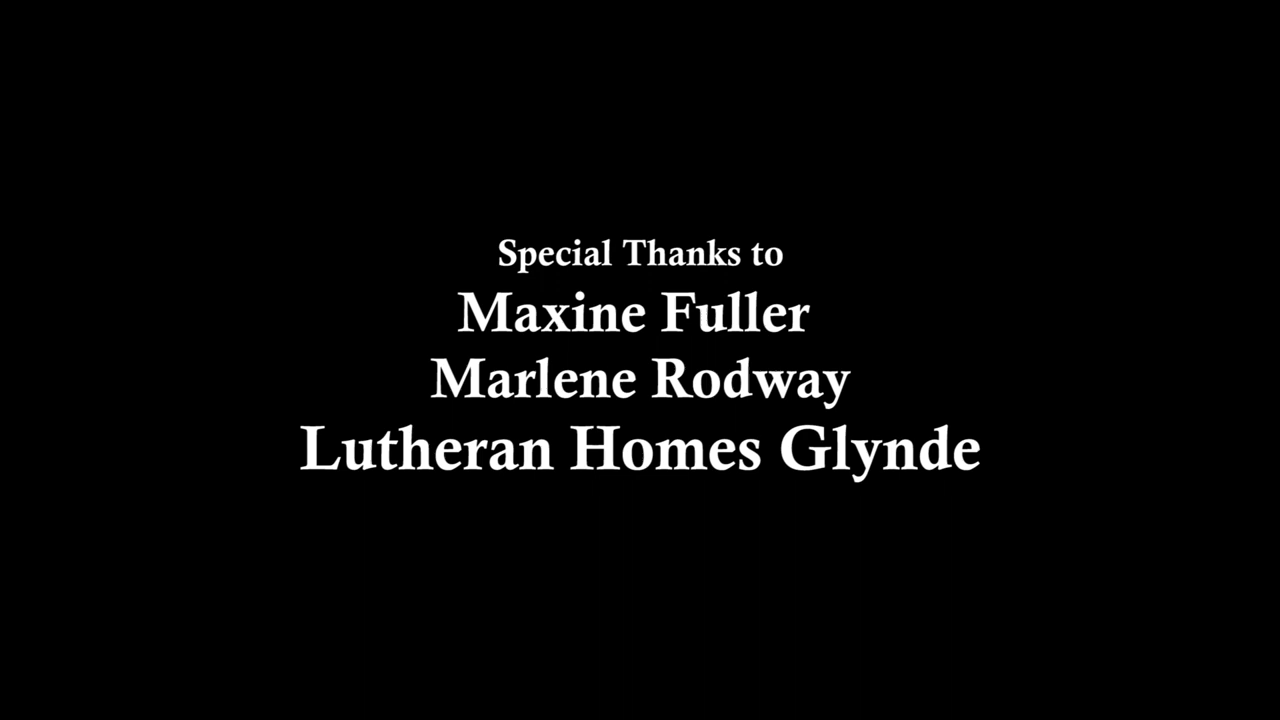 Special Thanks to
Maxine Fuller
Marlene Rodway
Lutheran Homes Glynde